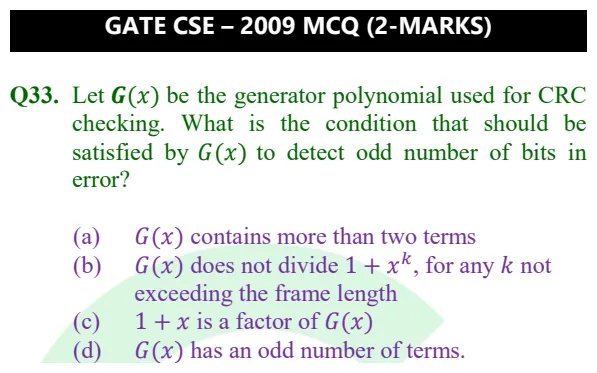 GATE CSE – 2009 MCQ (2-MARKS)
Q33. Let G(x) be the generator polynomial used for CRC
checking. What is the condition that should be
satisfied by G(x) to detect odd number of bits in
error?
(a) G(x) contains more than two terms
(b) G(x) does not divide 1 + xᵏ, for any k not
exceeding the frame length
(c) 1 + x is a factor of G(x)
(d) G(x) has an odd number of terms.